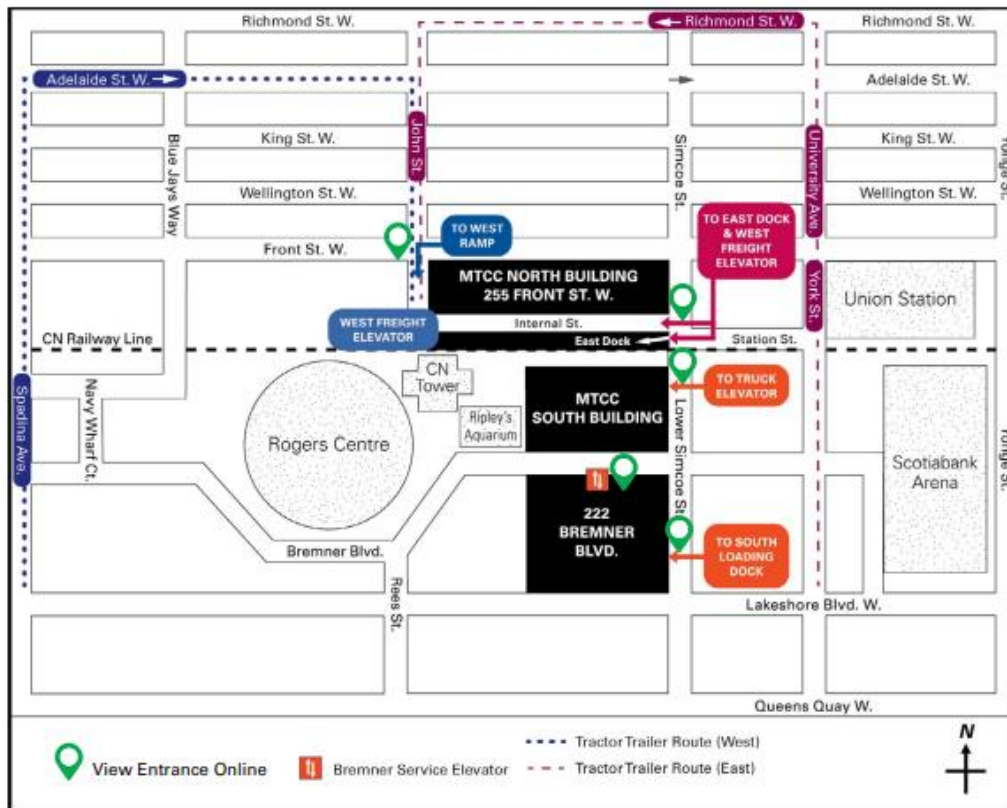 Richmond St. W.
Richmond St. W.
Richmond St. W.
Adelaide St. W.
Adelaide St. W.
John St.
Blue Jays Way
King St. W.
Simcoe St.
University Ave
King St. W.
Yonge St.
Wellington St. W.
Wellington St. W.
TO WEST
RAMP
TO EAST DOCK
& WEST
FREIGHT
ELEVATOR
Front St. W.
MTCC NORTH BUILDING
255 FRONT ST. W.
York St.
Union Station
WEST FREIGHT
ELEVATOR
Internal St.
CN Railway Line
East Dock
Station St.
Spadina Ave.
Navy Wharf Ct.
CN
Tower
Rogers Centre
Ripley's
Aquarium
MTCC
SOUTH BUILDING
TO TRUCK
ELEVATOR
Lower Simcoe St.
Yonge St.
Scotiabank
Arena
222
BREMNER
BLVD.
Bremner Blvd.
TO SOUTH
LOADING
DOCK
Rees St.
Lakeshore Blvd. W.
Queens Quay W.
View Entrance Online
Bremner Service Elevator
Tractor Trailer Route (West)
Tractor Trailer Route (East)
N